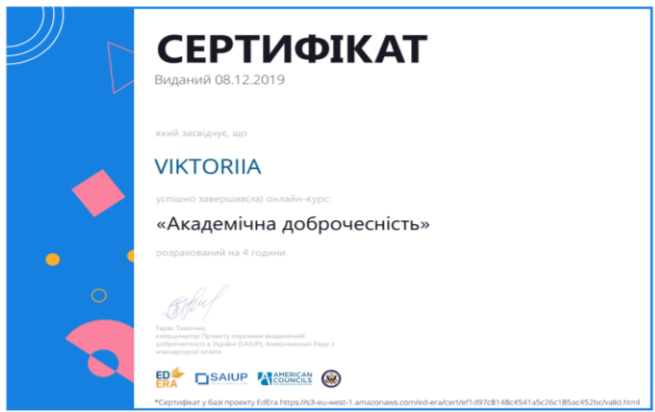 СЕРТИФІКАТ
Виданий 08.12.2019
який засвідчує, що
VIKTORIIA
успішно завершив(ла) онлайн-курс:
«Академічна доброчесність»
розрахований на 4 години.
Тарас Тимочко,
координатор Проекту сприяння академічній
доброчесності в Україні (SAIUP), Американські Ради з
міжнародної освіти
ED ERA
SAIUP
AMERICAN COUNCILS
*Сертифікат у базі проекту EdEra https://s3-eu-west-1.amazonaws.com/ed-era/cert/ef1d97c8148c4541a5c26c185ac452bc/valid.html